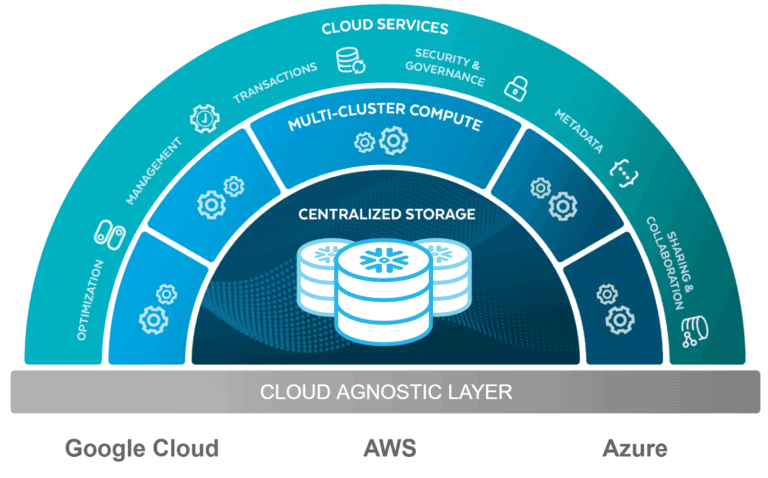 CLOUD SERVICES
OPTIMIZATION
MANAGEMENT
TRANSACTIONS
SECURITY &
GOVERNANCE
METADATA
SHARING &
COLLABORATION
MULTI-CLUSTER COMPUTE
CENTRALIZED STORAGE
CLOUD AGNOSTIC LAYER
Google Cloud
AWS
Azure